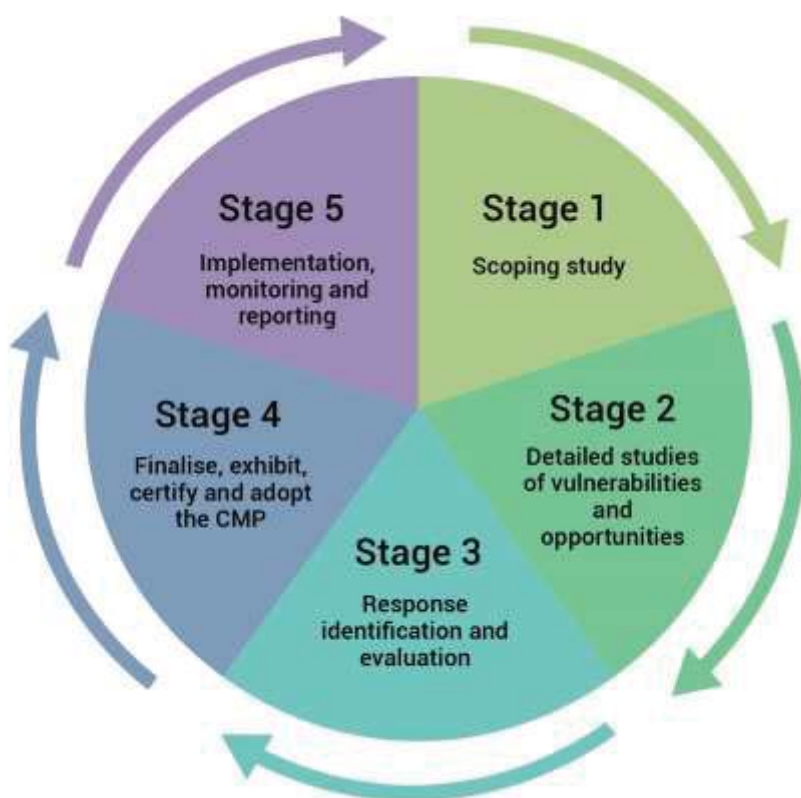 Stage 1
Scoping study
Stage 2
Detailed studies
of vulnerabilities
and
opportunities
Stage 3
Response
identification and
evaluation
Stage 4
Finalise, exhibit,
certify and adopt
the CMP
Stage 5
Implementation,
monitoring and
reporting